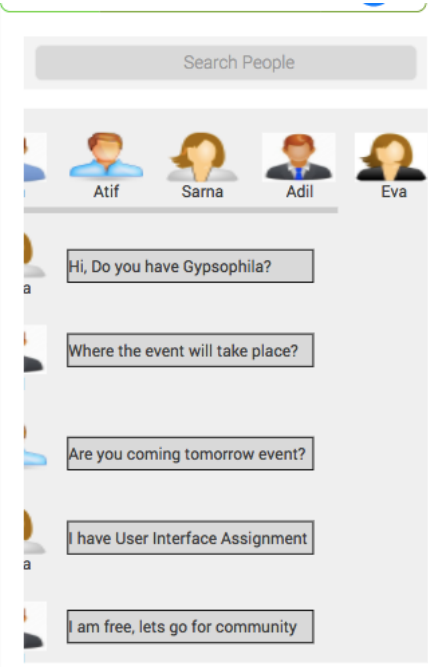 Search People
Atif
Sarna
Adil
Eva
Hi, Do you have Gypsophila?
a
Where the event will take place?
Are you coming tomorrow event?
I have User Interface Assignment
a
I am free, lets go for community